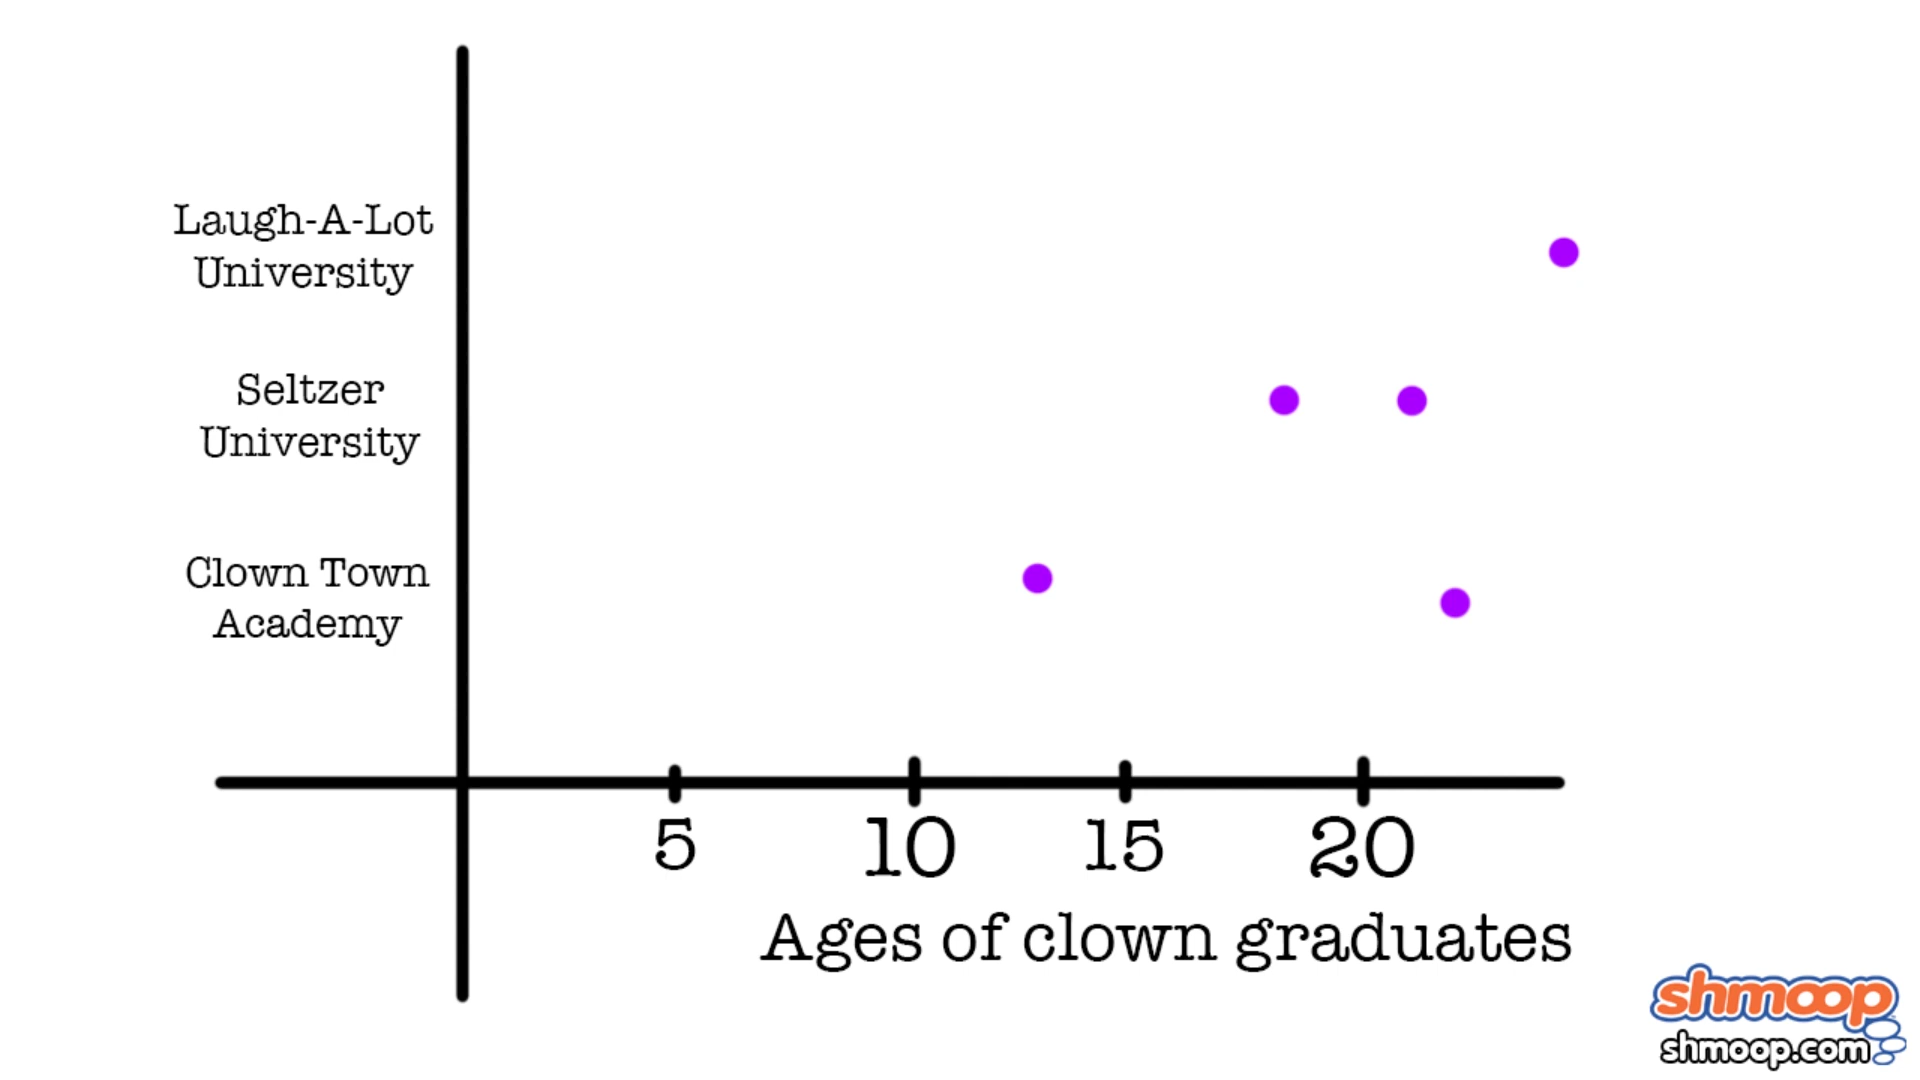 Laugh-A-Lot
University
Seltzer
University
Clown Town
Academy
5 10 15 20
Ages of clown graduates
shmoop
shmoop.com